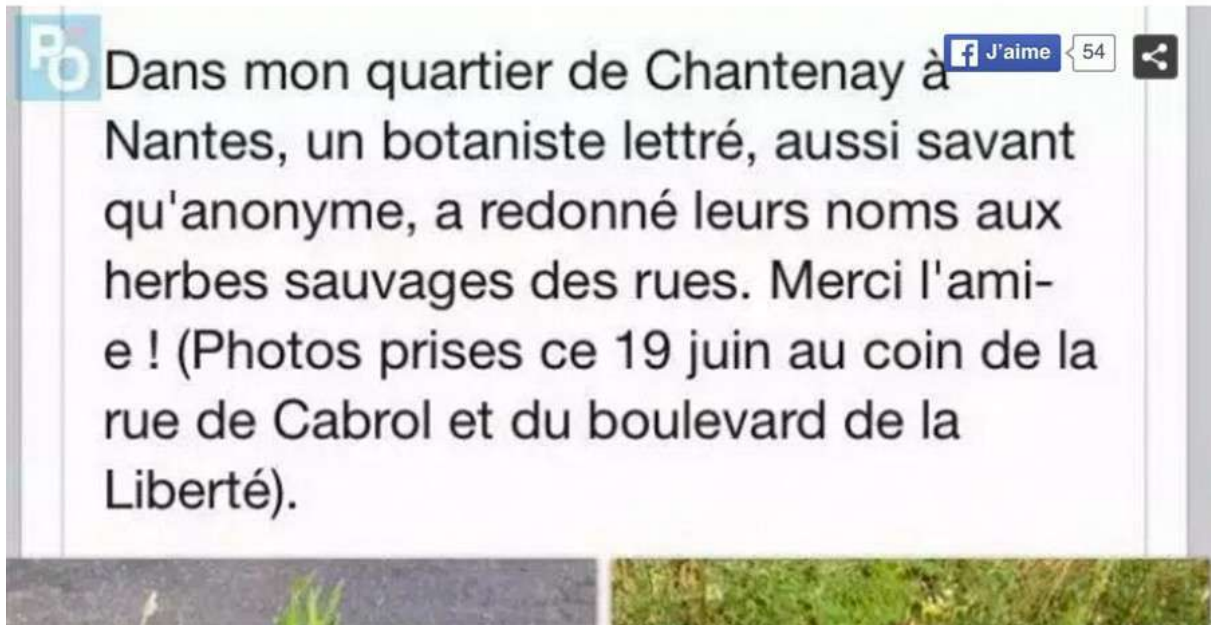 PO
Dans mon quartier de Chantenay à
J'aime 54
Nantes, un botaniste lettré, aussi savant
qu'anonyme, a redonné leurs noms aux
herbes sauvages des rues. Merci l'ami-
e ! (Photos prises ce 19 juin au coin de la
rue de Cabrol et du boulevard de la
Liberté).